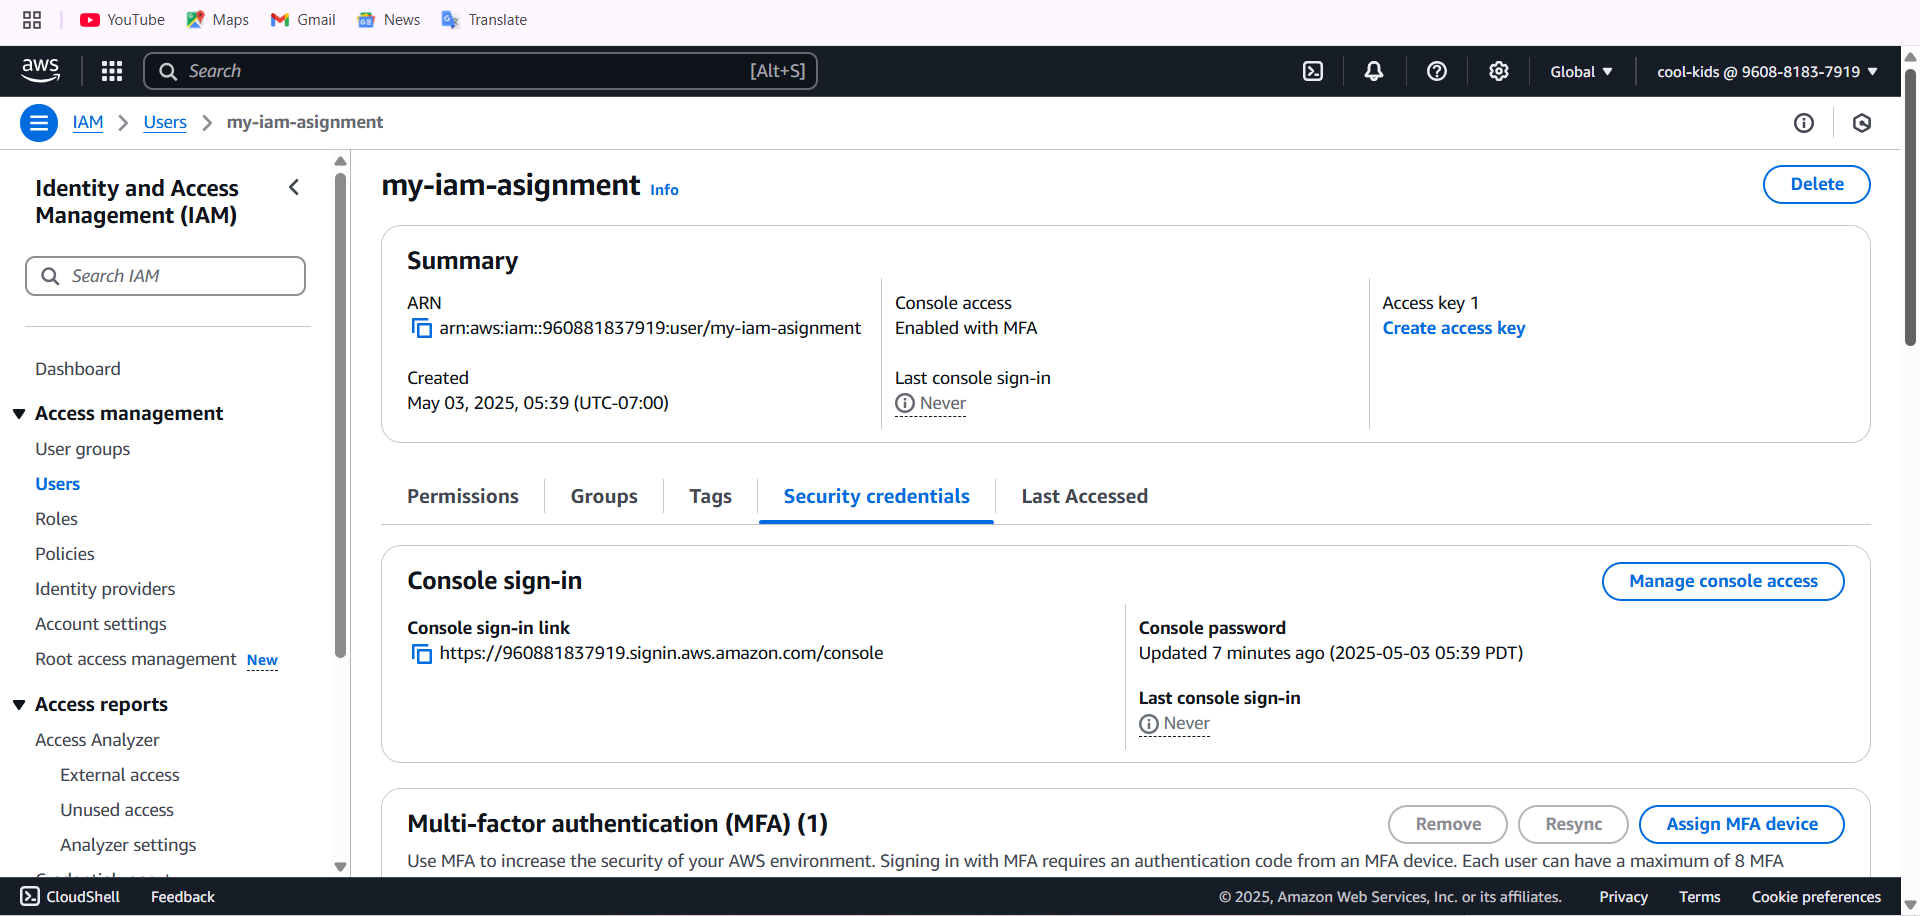 YouTube Maps Gmail News Translate
aws Search [Alt+S] Global cool-kids @ 9608-8183-7919
IAM Users my-iam-asignment
Identity and Access
Management (IAM)
Search IAM
Dashboard
Access management
User groups
Users
Roles
Policies
Identity providers
Account settings
Root access management New
Access reports
Access Analyzer
External access
Unused access
Analyzer settings
my-iam-asignment Info
Delete
Summary
ARN
arn:aws:iam::960881837919:user/my-iam-asignment
Created
May 03, 2025, 05:39 (UTC-07:00)
Console access
Enabled with MFA
Last console sign-in
Never
Access key 1
Create access key
Permissions Groups Tags Security credentials Last Accessed
Console sign-in
Manage console access
Console sign-in link
https://960881837919.signin.aws.amazon.com/console
Console password
Updated 7 minutes ago (2025-05-03 05:39 PDT)
Last console sign-in
Never
Multi-factor authentication (MFA) (1)
Remove Resync Assign MFA device
Use MFA to increase the security of your AWS environment. Signing in with MFA requires an authentication code from an MFA device. Each user can have a maximum of 8 MFA
CloudShell Feedback © 2025, Amazon Web Services, Inc. or its affiliates. Privacy Terms Cookie preferences